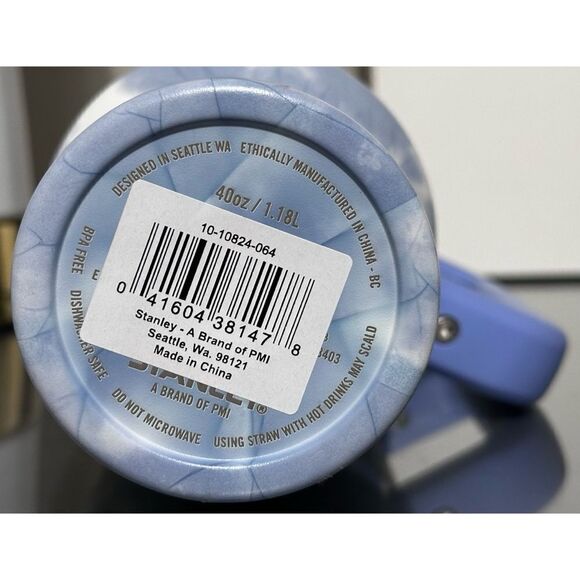 DESIGNED IN SEATTLE WA
ETHICALLY MANUFACTURED IN CHINA - BC
40oz / 1.18L
10-10824-064
0 41604 38147 8
Stanley - A Brand of PMI
Seattle, Wa. 98121
Made in China
BPA FREE
E
3403
STANLEY®
A BRAND OF PMI
DO NOT MICROWAVE
USING STRAW WITH HOT DRINKS MAY SCALD